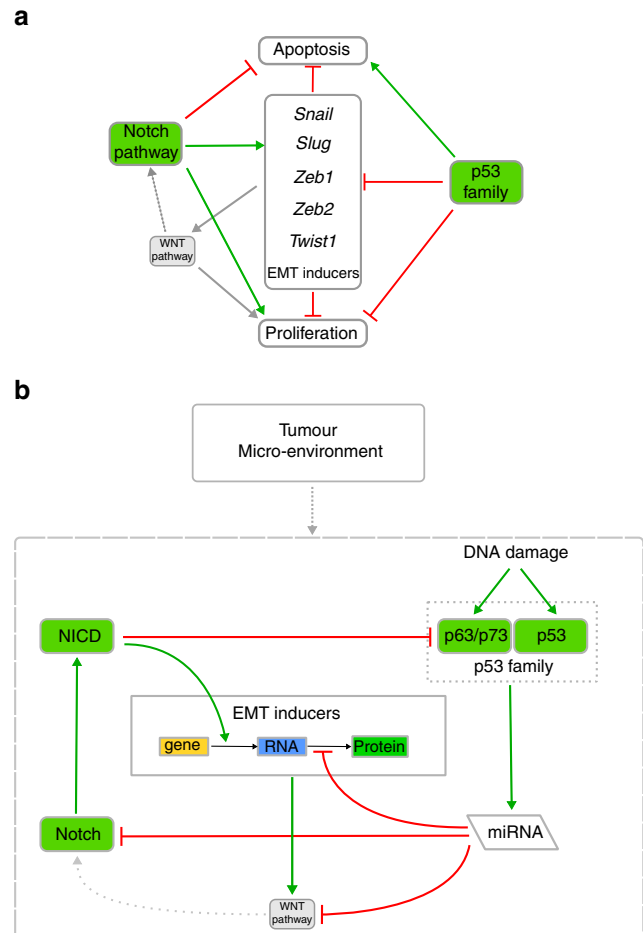 a
Apoptosis
Snail
Slug
Zeb1
Zeb2
Twist1
EMT inducers
Notch
pathway
p53
family
WNT
pathway
Proliferation
b
Tumour
Micro-environment
DNA damage
NICD
p63/p73
p53
p53 family
EMT inducers
gene
RNA
Protein
Notch
miRNA
WNT
pathway